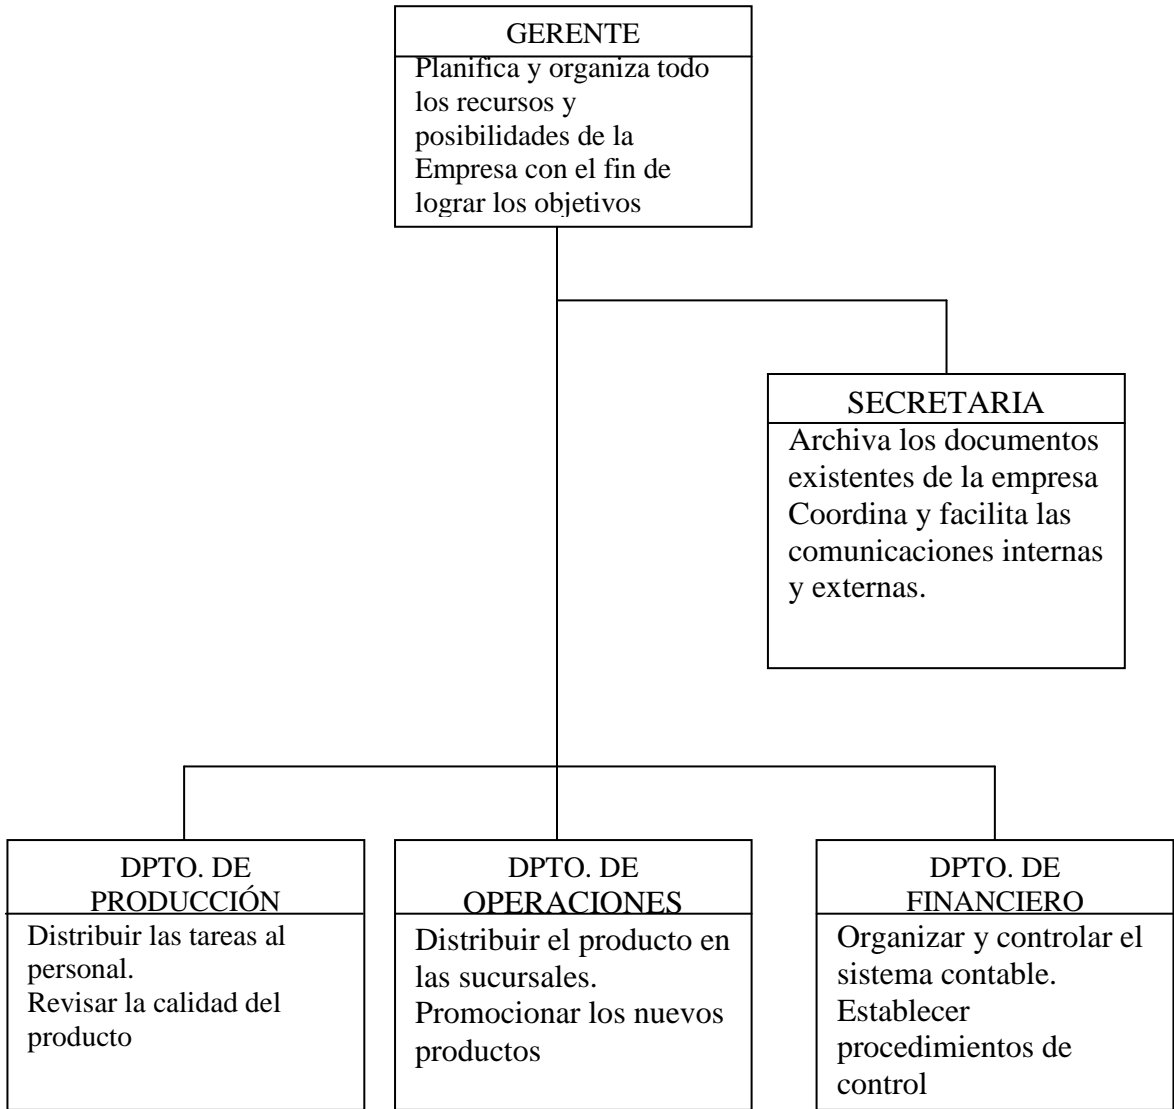 GERENTE
Planifica y organiza todo
los recursos y
posibilidades de la
Empresa con el fin de
lograr los objetivos
SECRETARIA
Archiva los documentos
existentes de la empresa
Coordina y facilita las
comunicaciones internas
y externas.
DPTO. DE
PRODUCCIÓN
Distribuir las tareas al
personal.
Revisar la calidad del
producto
DPTO. DE
OPERACIONES
Distribuir el producto en
las sucursales.
Promocionar los nuevos
productos
DPTO. DE
FINANCIERO
Organizar y controlar el
sistema contable.
Establecer
procedimientos de
control